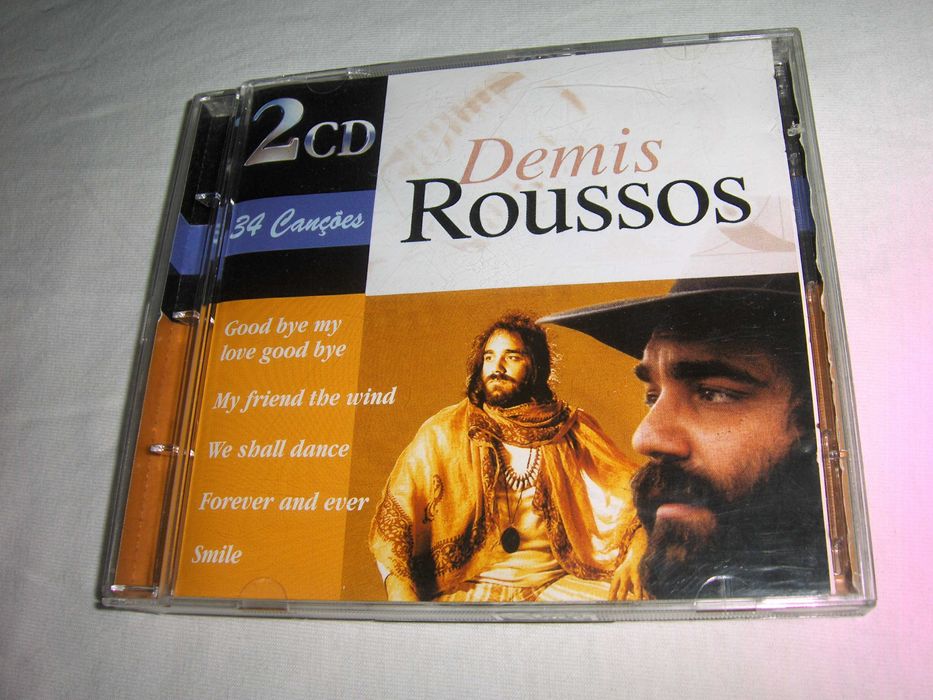 2CD
34 Canções
Demis
Roussos
Good bye my
love good bye
My friend the wind
We shall dance
Forever and ever
Smile